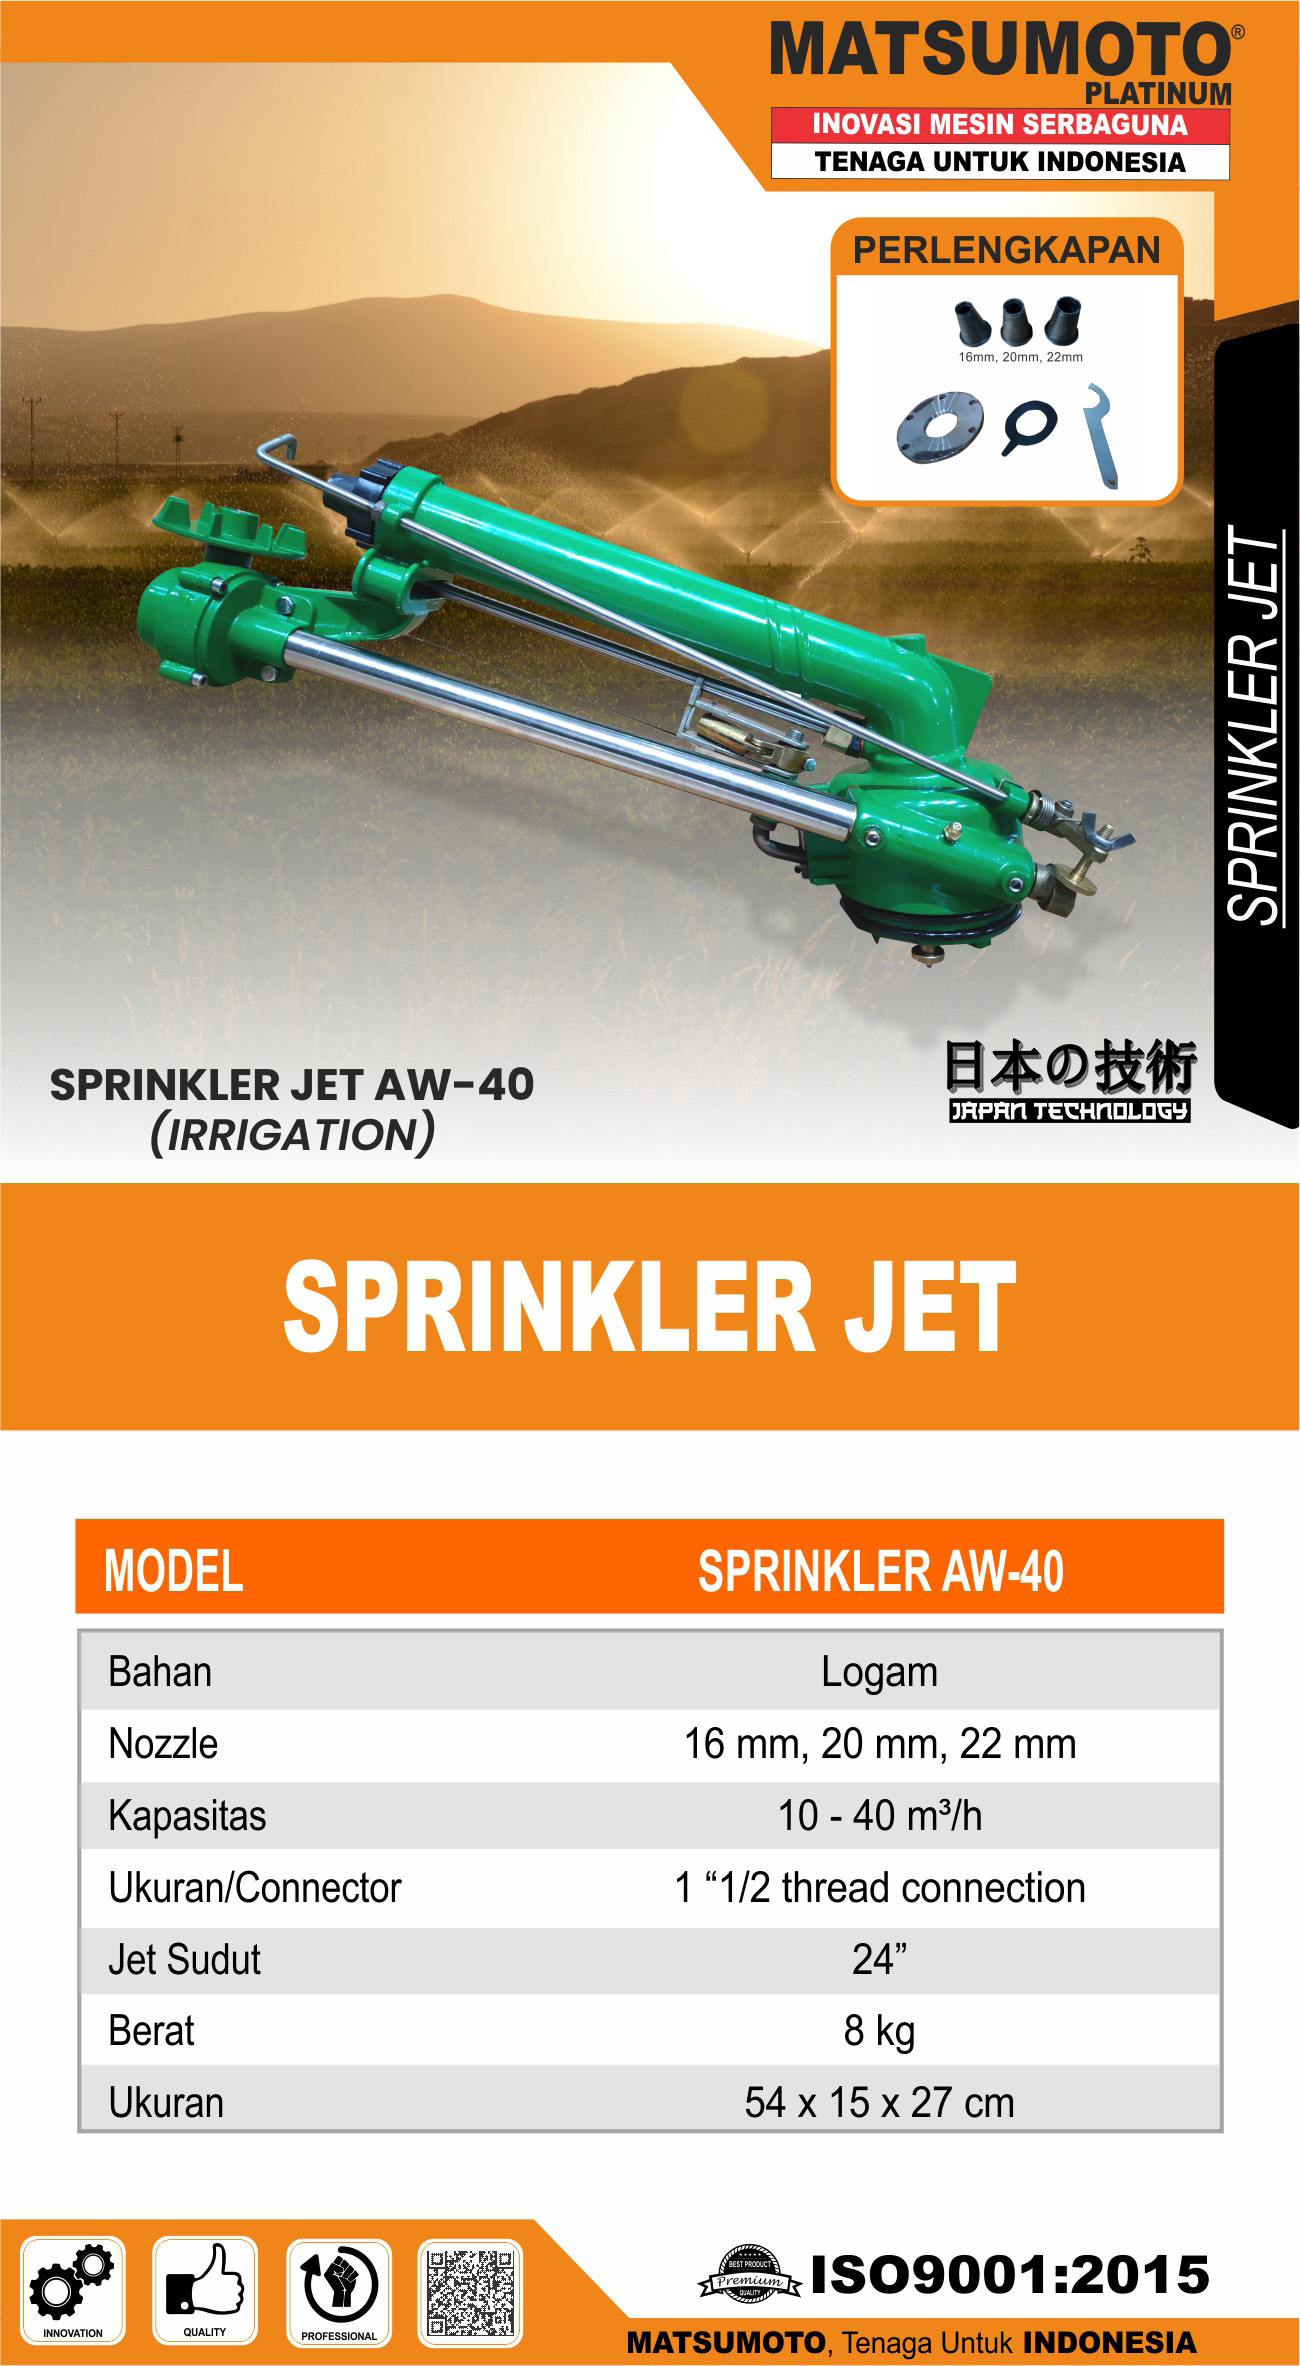 MATSUMOTO®
PLATINUM
INOVASI MESIN SERBAGUNA
TENAGA UNTUK INDONESIA
PERLENGKAPAN
16mm, 20mm, 22mm
SPRINKLER JET
SPRINKLER JET AW-40
(IRRIGATION)
日本の技術
JAPAN TECHNOLOGY
SPRINKLER JET
MODEL SPRINKLER AW-40
Bahan Logam
Nozzle 16 mm, 20 mm, 22 mm
Kapasitas 10 - 40 m³/h
Ukuran/Connector 1 “1/2 thread connection
Jet Sudut 24”
Berat 8 kg
Ukuran 54 x 15 x 27 cm
INNOVATION
QUALITY
PROFESSIONAL
BEST PRODUCT
Premium
QUALITY
ISO9001:2015
MATSUMOTO, Tenaga Untuk INDONESIA